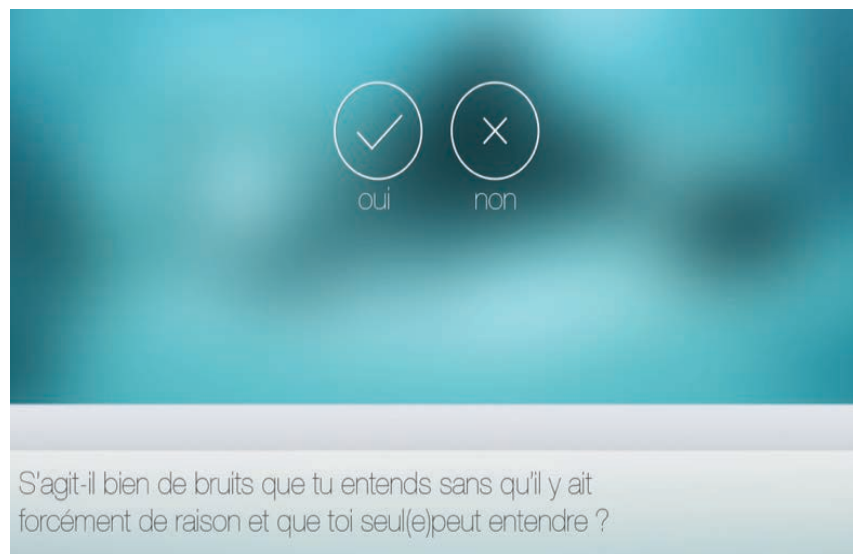 oui non
S'agit-il bien de bruits que tu entends sans qu'il y ait
forcément de raison et que toi seul(e)peut entendre ?